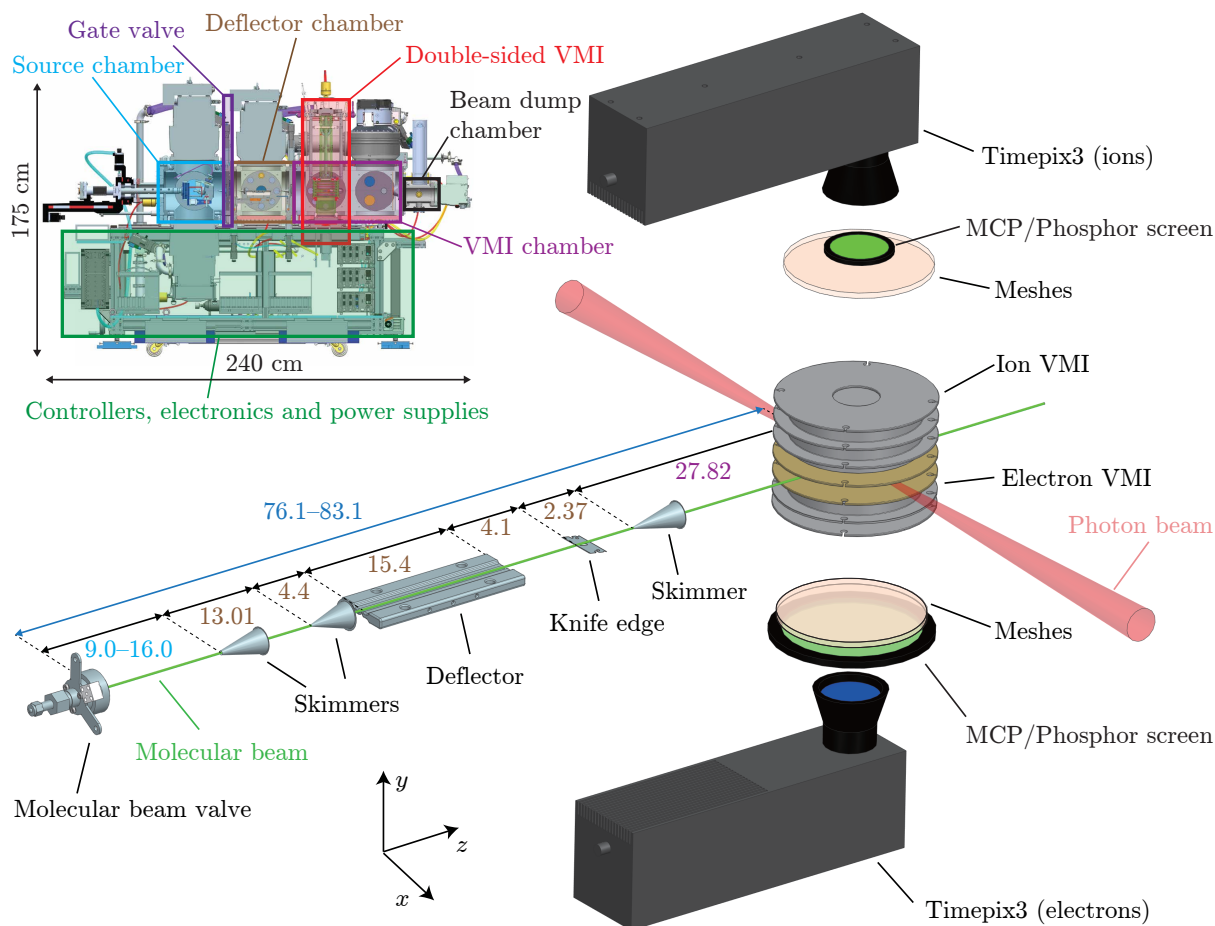 Deflector chamber
Gate valve
Double-sided VMI
Source chamber
Beam dump
chamber
175 cm
VMI chamber
240 cm
Controllers, electronics and power supplies
Timepix3 (ions)
MCP/Phosphor screen
Meshes
Ion VMI
27.82
Electron VMI
76.1–83.1
2.37
4.1
Photon beam
15.4
4.4
Skimmer
13.01
Knife edge
Meshes
9.0–16.0
Deflector
Skimmers
MCP/Phosphor screen
Molecular beam
y
Molecular beam valve
z
x
Timepix3 (electrons)